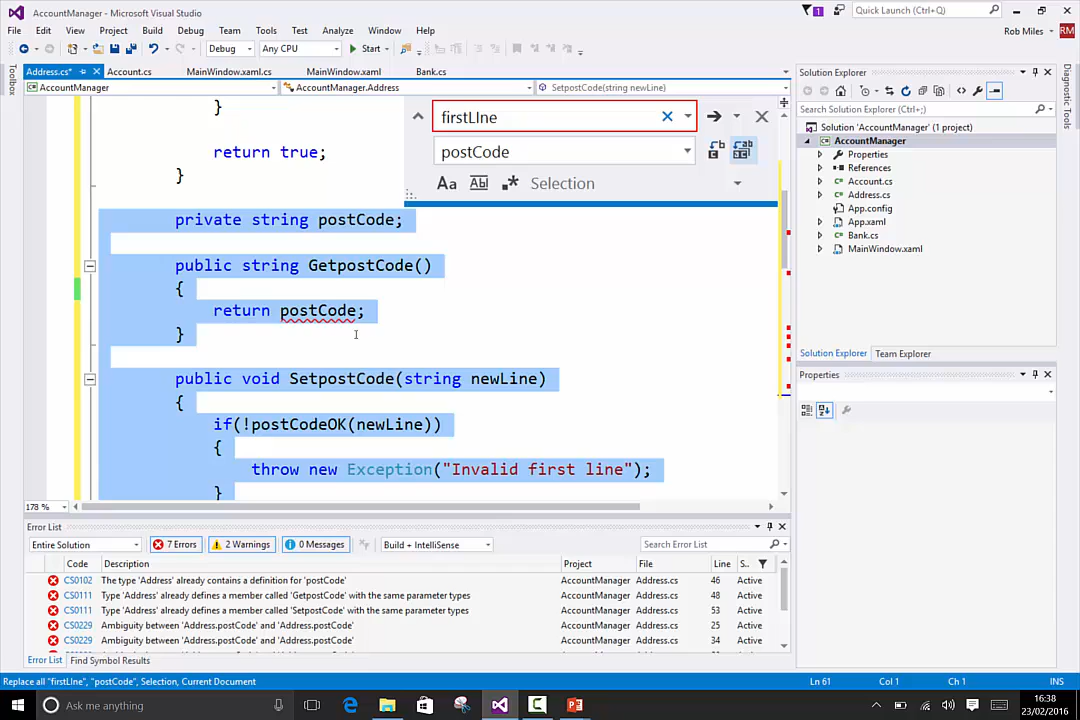 AccountManager - Microsoft Visual Studio
1
Quick Launch (Ctrl+Q)
File Edit View Project Build Debug Team Tools Test Analyze Window Help
Rob Miles
RM
Debug Any CPU Start
Toolbox
Address.cs* Account.cs MainWindow.xaml.cs MainWindow.xaml Bank.cs
AccountManager AccountManager.Address SetpostCode(string newLine)
firstLIne
postCode
Aa Abl .* Selection
}
return true;
}
private string postCode;
public string GetpostCode()
{
return postCode;
}
public void SetpostCode(string newLine)
{
if(!postCodeOK(newLine))
{
throw new Exception("Invalid first line");
}
178 %
Solution Explorer
Search Solution Explorer (Ctrl+;)
Solution 'AccountManager' (1 project)
AccountManager
Properties
References
Account.cs
Address.cs
App.config
App.xaml
Bank.cs
MainWindow.xaml
Solution Explorer Team Explorer
Properties
Diagnostic Tools
Error List
Entire Solution 7 Errors 2 Warnings 0 Messages Build + IntelliSense Search Error List
Code Description Project File Line S..
CS0102 The type 'Address' already contains a definition for 'postCode' AccountManager Address.cs 46 Active
CS0111 Type 'Address' already defines a member called 'GetpostCode' with the same parameter types AccountManager Address.cs 48 Active
CS0111 Type 'Address' already defines a member called 'SetpostCode' with the same parameter types AccountManager Address.cs 53 Active
CS0229 Ambiguity between 'Address.postCode' and 'Address.postCode' AccountManager Address.cs 25 Active
CS0229 Ambiguity between 'Address.postCode' and 'Address.postCode' AccountManager Address.cs 34 Active
Error List Find Symbol Results
Replace all "firstLIne", "postCode", Selection, Current Document Ln 61 Col 1 Ch 1 INS
Ask me anything
16:38
23/02/2016